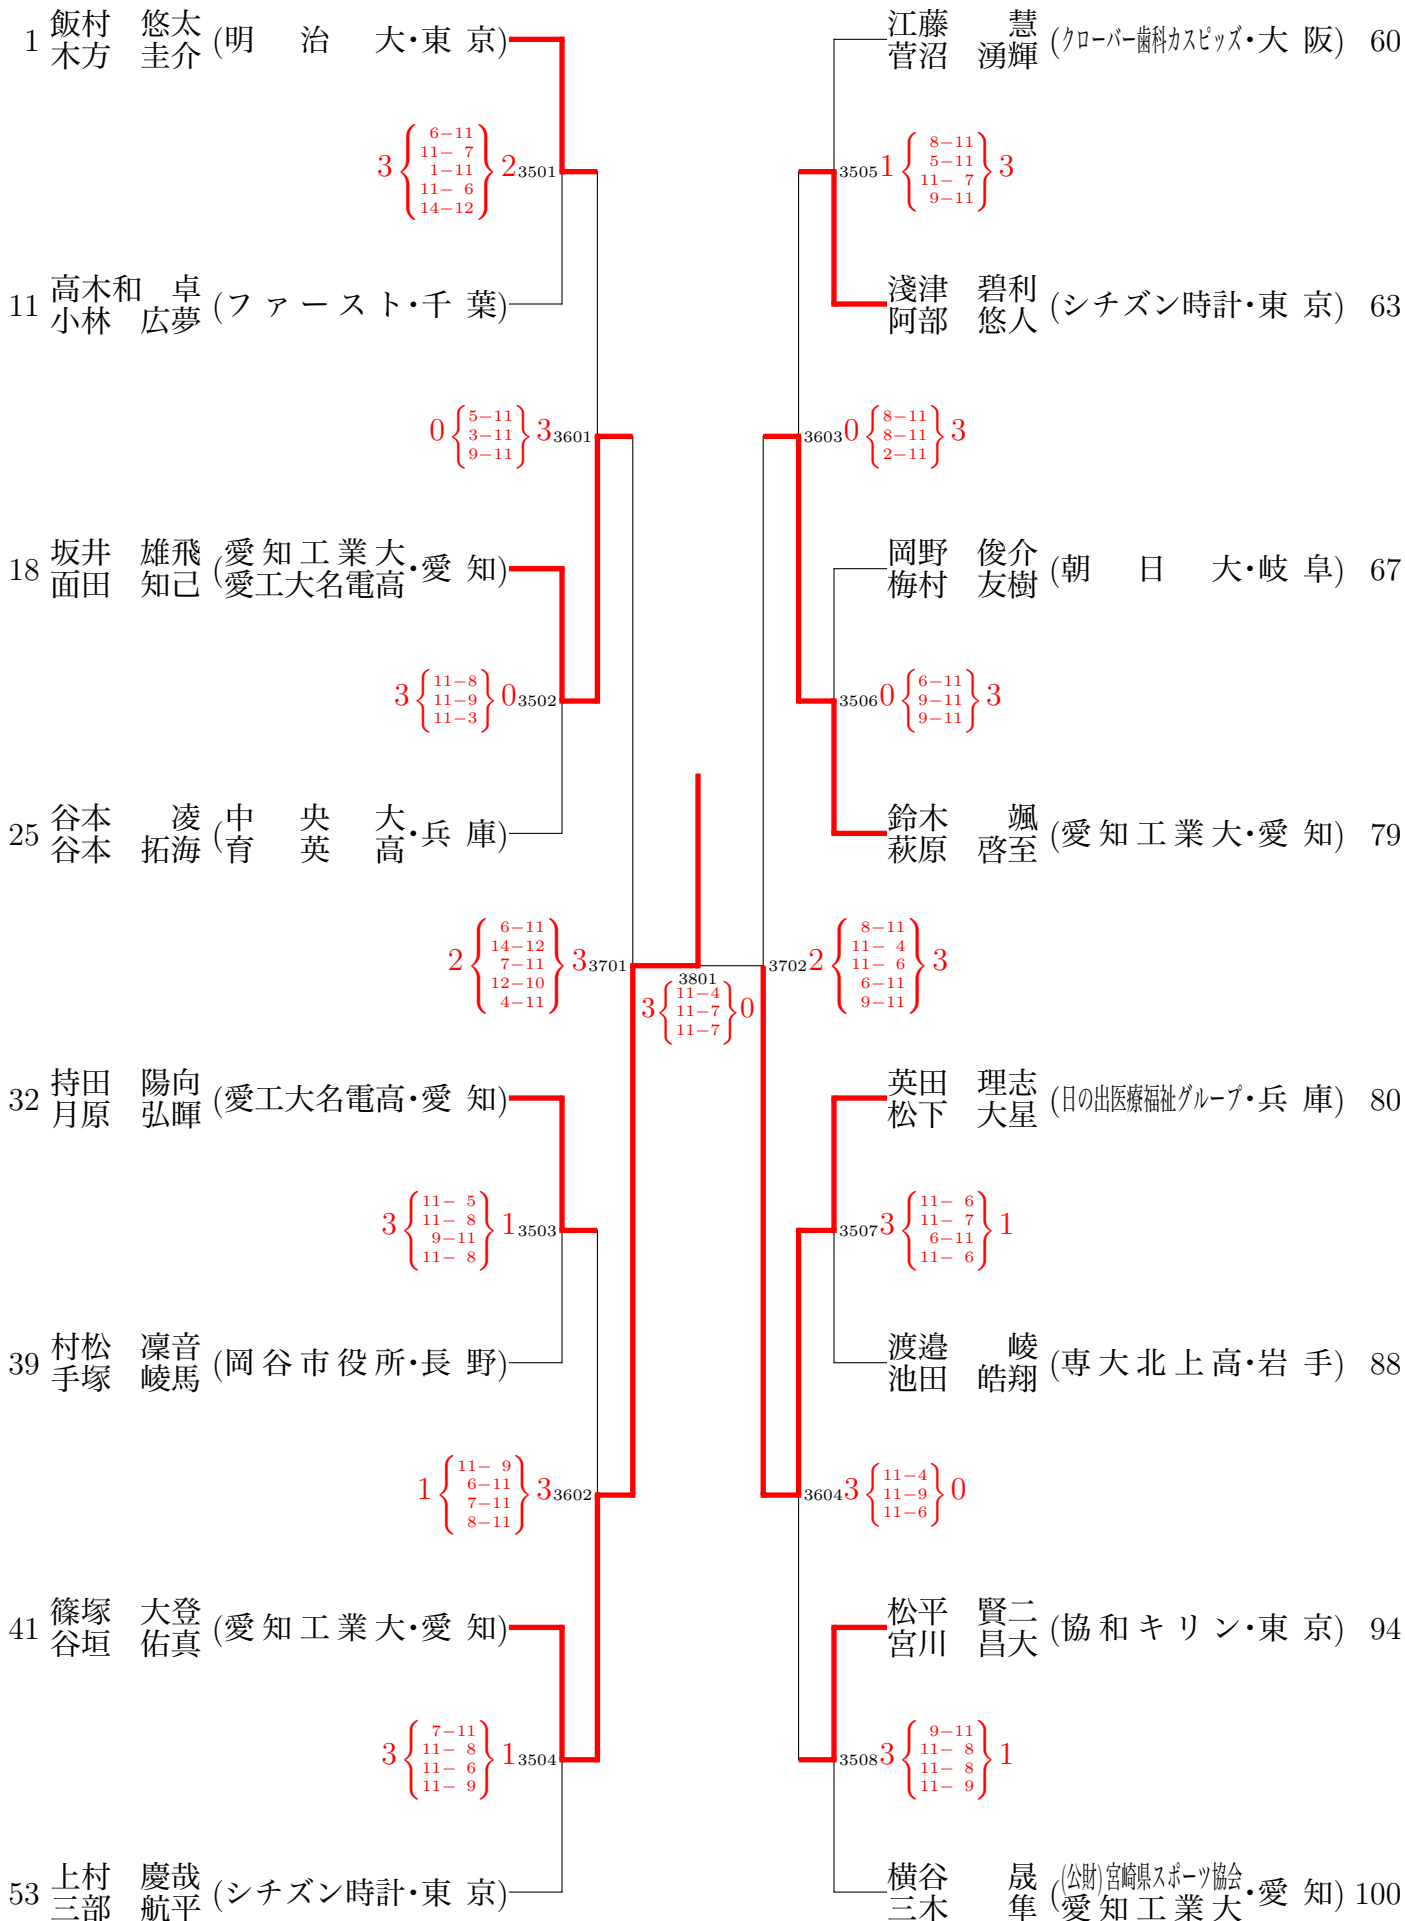 1 飯村 悠太 木方 圭介 (明治大・東京)
3 { 6−11 11− 7 1−11 11− 6 14−12 } 2 3501
11 高木和 卓 小林 広夢 (ファースト・千葉)
0 { 5−11 3−11 9−11 } 3 3601
18 坂井 雄飛 面田 知己 (愛知工業大 愛工大名電高・愛知)
3 { 11−8 11−9 11−3 } 0 3502
25 谷本 凌 谷本 拓海 (中央大 育英高・兵庫)
2 { 6−11 14−12 7−11 12−10 4−11 } 3 3701
32 持田 陽向 月原 弘暉 (愛工大名電高・愛知)
3 { 11− 5 11− 8 9−11 11− 8 } 1 3503
39 村松 凜音 手塚 崚馬 (岡谷市役所・長野)
1 { 11− 9 6−11 7−11 8−11 } 3 3602
41 篠塚 大登 谷垣 佑真 (愛知工業大・愛知)
3 { 7−11 11− 8 11− 6 11− 9 } 1 3504
53 上村 慶哉 三部 航平 (シチズン時計・東京)
3801
3 { 11−4 11−7 11−7 } 0
江藤 慧 菅沼 湧輝 (クローバー歯科カスピッズ・大阪) 60
3505 1 { 8−11 5−11 11− 7 9−11 } 3
淺津 碧利 阿部 悠人 (シチズン時計・東京) 63
3603 0 { 8−11 8−11 2−11 } 3
岡野 俊介 梅村 友樹 (朝日大・岐阜) 67
3506 0 { 6−11 9−11 9−11 } 3
鈴木 颯 萩原 啓至 (愛知工業大・愛知) 79
3702 2 { 8−11 11− 4 11− 6 6−11 9−11 } 3
英田 理志 松下 大星 (日の出医療福祉グループ・兵庫) 80
3507 3 { 11− 6 11− 7 6−11 11− 6 } 1
渡邉 崚 池田 皓翔 (専大北上高・岩手) 88
3604 3 { 11−4 11−9 11−6 } 0
松平 賢二 宮川 昌大 (協和キリン・東京) 94
3508 3 { 9−11 11− 8 11− 8 11− 9 } 1
横谷 晟 三木 隼 ((公財)宮崎県スポーツ協会 愛知工業大・愛知) 100